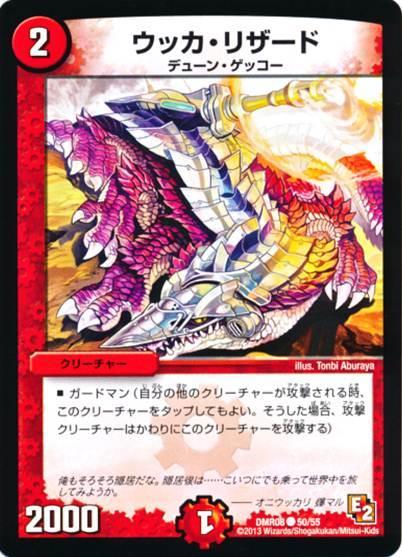 2
ウッカ・リザード
デューン・ゲッコー
クリーチャー
illus. Tonbi Aburaya
■ ガードマン (自分の他のクリーチャーが攻撃される時、
このクリーチャーをタップしてもよい。そうした場合、攻撃
クリーチャーはかわりにこのクリーチャーを攻撃する)
俺もそろそろ隠居だな。隠居後は……こいつにでも乗って世界中を旅
してみようか。
—— オニウッカリ 輝マル
2000
1
DMR08 ● 50/55
©2013 Wizards/Shogakukan/Mitsui-Kids
E2